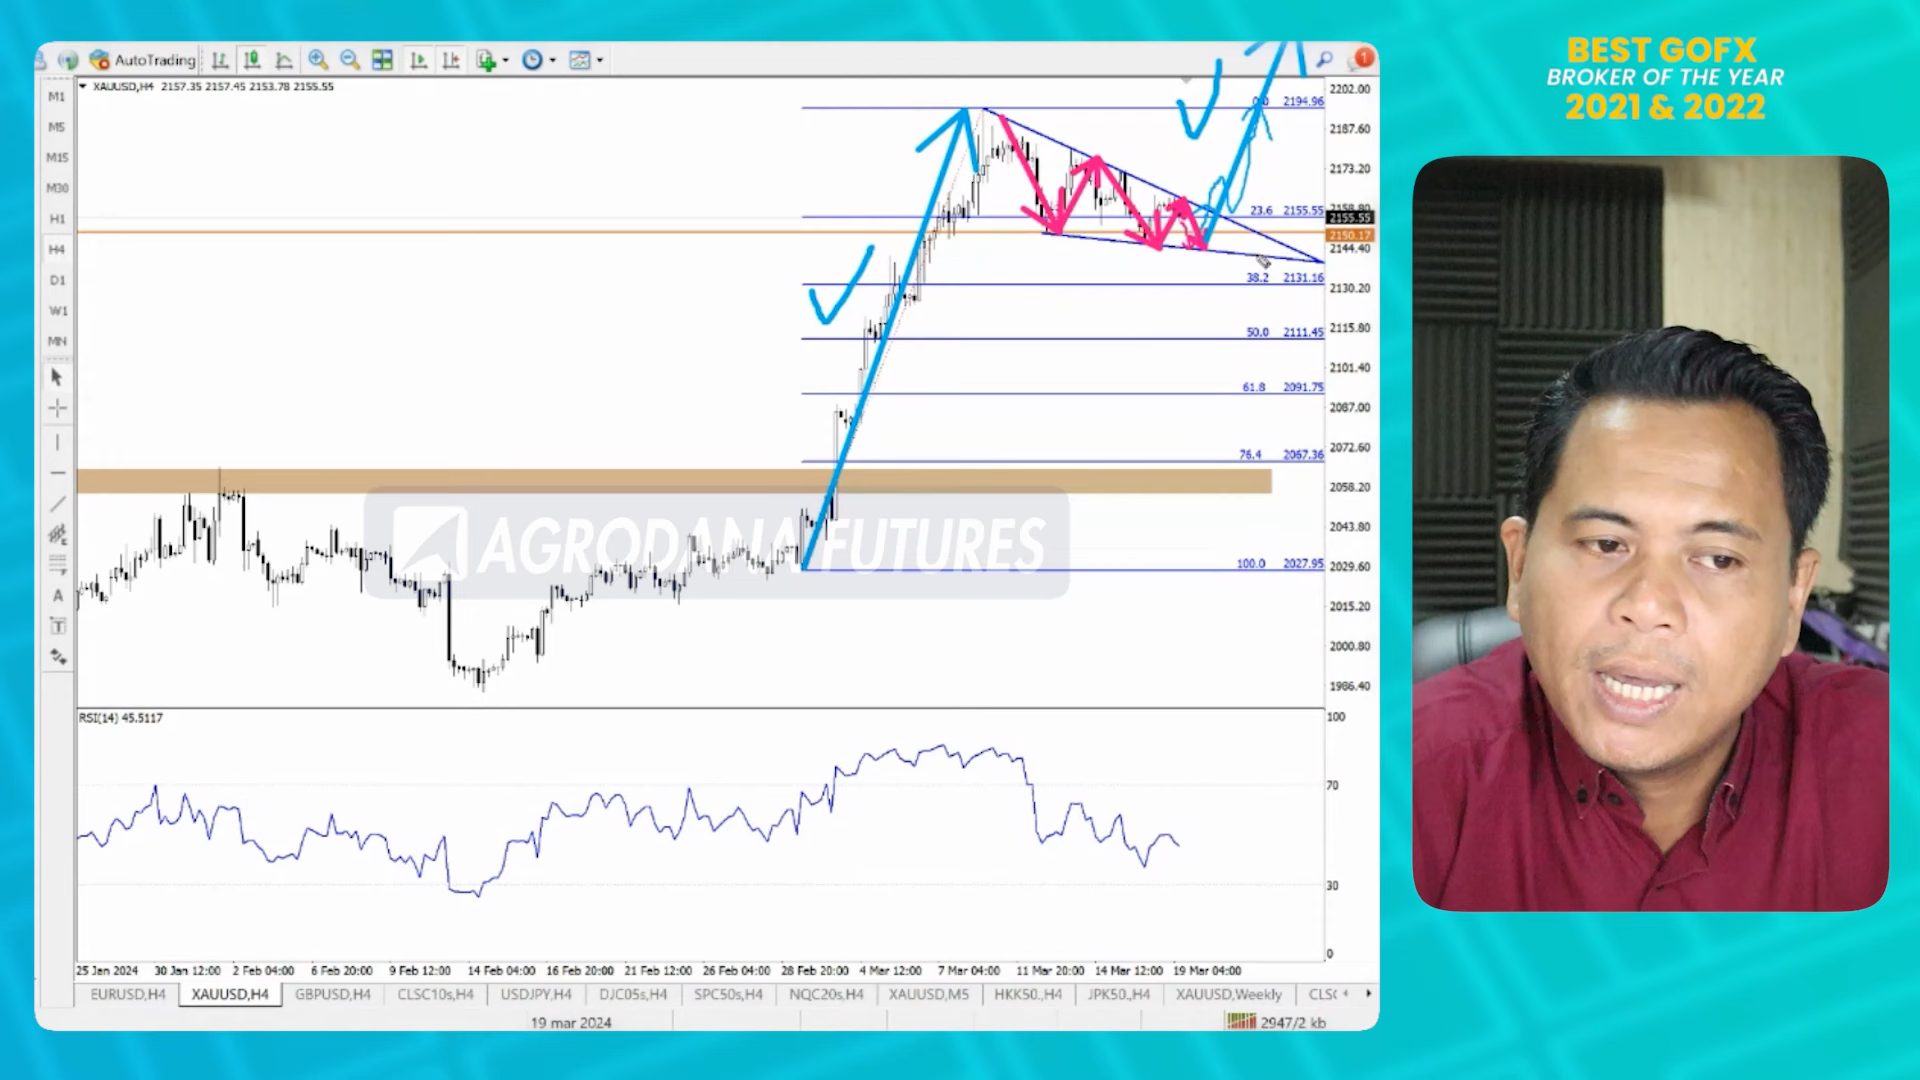 AutoTrading
1
BEST GOFX
BROKER OF THE YEAR
2021 & 2022
XAUUSD,H4 2157.35 2157.45 2153.78 2155.55
M1
M5
M15
M30
H1
H4
D1
W1
MN
A
T
0.0 2194.96
23.6 2155.55
38.2 2131.16
50.0 2111.45
61.8 2091.75
76.4 2067.36
100.0 2027.95
2202.00
2187.60
2173.20
2158.80
2155.55
2150.17
2144.40
2130.20
2115.80
2101.40
2087.00
2072.60
2058.20
2043.80
2029.60
2015.20
2000.80
1986.40
AGRODANA FUTURES
RSI(14) 45.5117
100
70
30
0
25 Jan 2024 30 Jan 12:00 2 Feb 04:00 6 Feb 20:00 9 Feb 12:00 14 Feb 04:00 16 Feb 20:00 21 Feb 12:00 26 Feb 04:00 28 Feb 20:00 4 Mar 12:00 7 Mar 04:00 11 Mar 20:00 14 Mar 12:00 19 Mar 04:00
EURUSD,H4 XAUUSD,H4 GBPUSD,H4 CLSC10s,H4 USDJPY,H4 DJC05s,H4 SPC50s,H4 NQC20s,H4 XAUUSD,M5 HKK50.,H4 JPK50.,H4 XAUUSD,Weekly CLSC
19 mar 2024
2947/2 kb